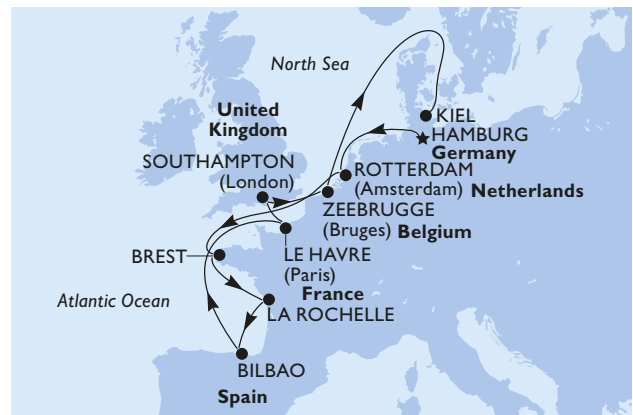 North Sea
United
Kingdom
KIEL
HAMBURG
Germany
SOUTHAMPTON
(London)
ROTTERDAM
(Amsterdam) Netherlands
ZEEBRUGGE
(Bruges) Belgium
BREST
LE HAVRE
(Paris)
France
Atlantic Ocean
LA ROCHELLE
BILBAO
Spain